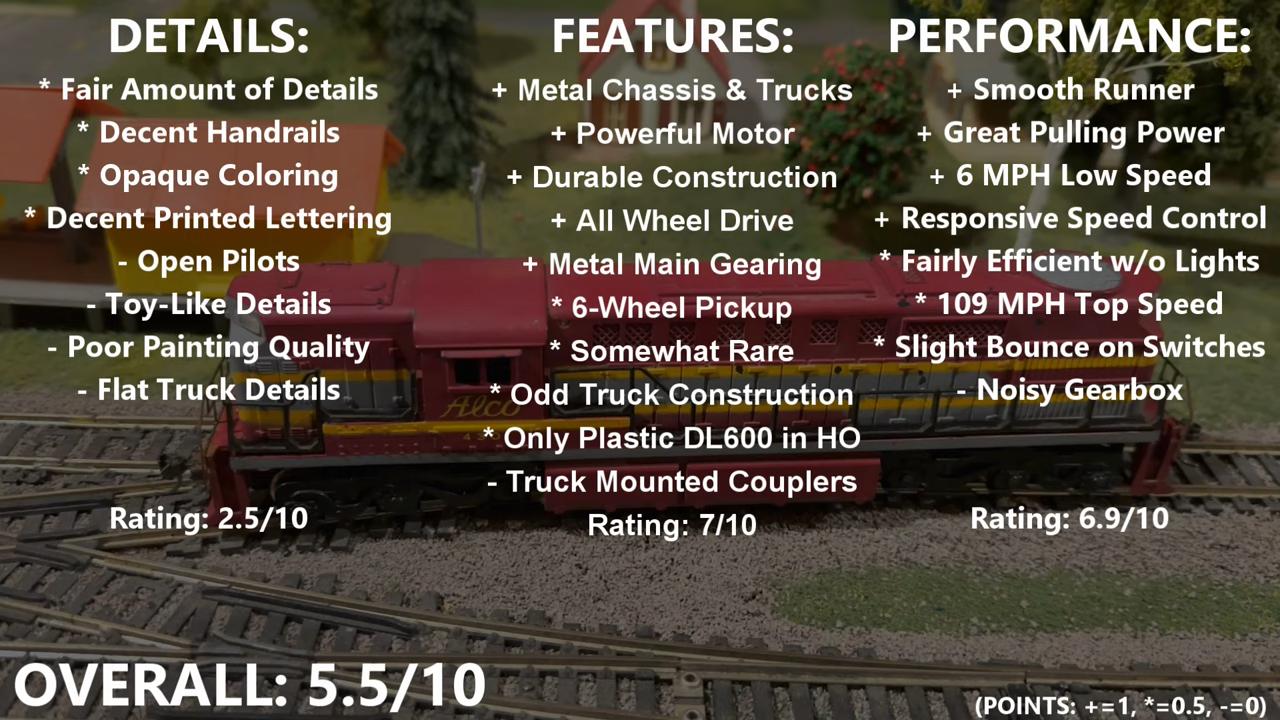 DETAILS:
* Fair Amount of Details
* Decent Handrails
* Opaque Coloring
* Decent Printed Lettering
- Open Pilots
- Toy-Like Details
- Poor Painting Quality
- Flat Truck Details
Rating: 2.5/10
FEATURES:
+ Metal Chassis & Trucks
+ Powerful Motor
+ Durable Construction
+ All Wheel Drive
+ Metal Main Gearing
* 6-Wheel Pickup
* Somewhat Rare
* Odd Truck Construction
* Only Plastic DL600 in HO
- Truck Mounted Couplers
Rating: 7/10
PERFORMANCE:
+ Smooth Runner
+ Great Pulling Power
+ 6 MPH Low Speed
+ Responsive Speed Control
* Fairly Efficient w/o Lights
* 109 MPH Top Speed
* Slight Bounce on Switches
- Noisy Gearbox
Rating: 6.9/10
Alco
OVERALL: 5.5/10
(POINTS: +=1, *=0.5, -=0)